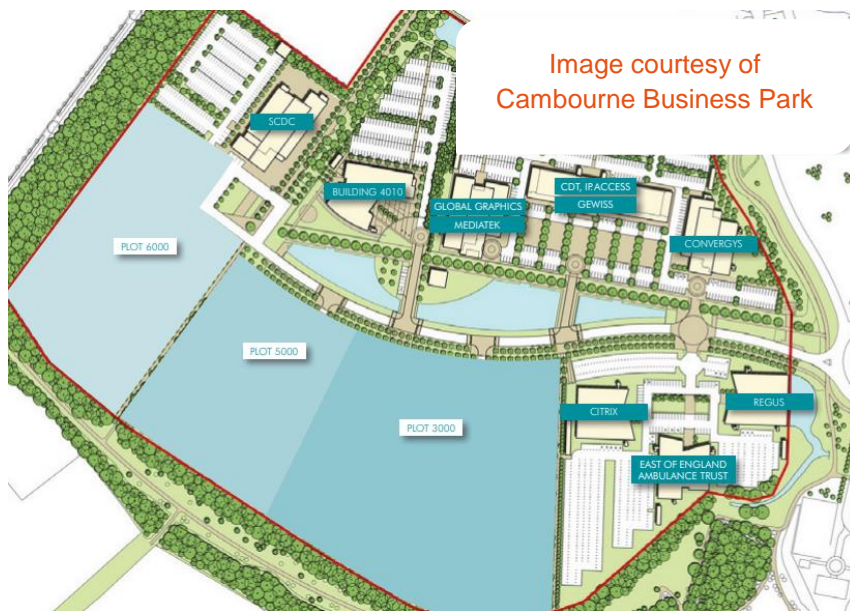 Image courtesy of
Cambourne Business Park
SCDC
BUILDING 4010
CDT, IP.ACCESS
GEWISS
GLOBAL GRAPHICS
MEDIATEK
CONVERGYS
PLOT 6000
PLOT 5000
PLOT 3000
CITRIX
REGUS
EAST OF ENGLAND
AMBULANCE TRUST